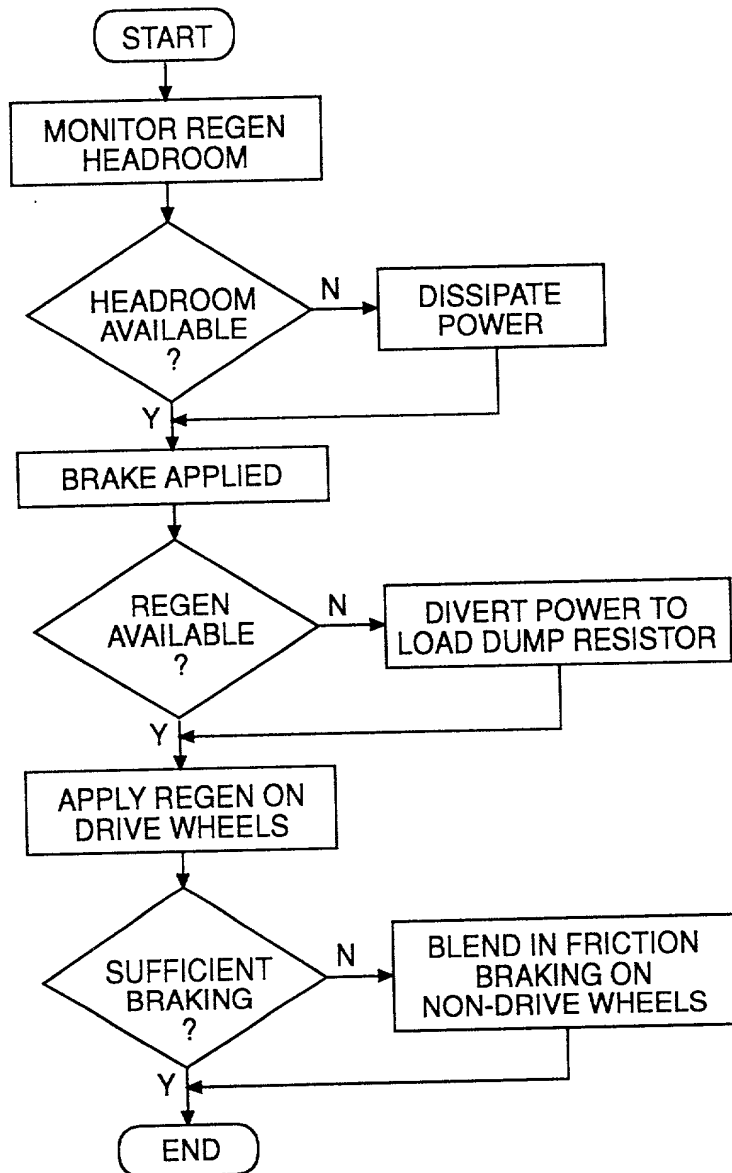 START
MONITOR REGEN
HEADROOM
HEADROOM
AVAILABLE
?
N
DISSIPATE
POWER
Y
BRAKE APPLIED
REGEN
AVAILABLE
?
N
DIVERT POWER TO
LOAD DUMP RESISTOR
Y
APPLY REGEN ON
DRIVE WHEELS
SUFFICIENT
BRAKING
?
N
BLEND IN FRICTION
BRAKING ON
NON-DRIVE WHEELS
Y
END